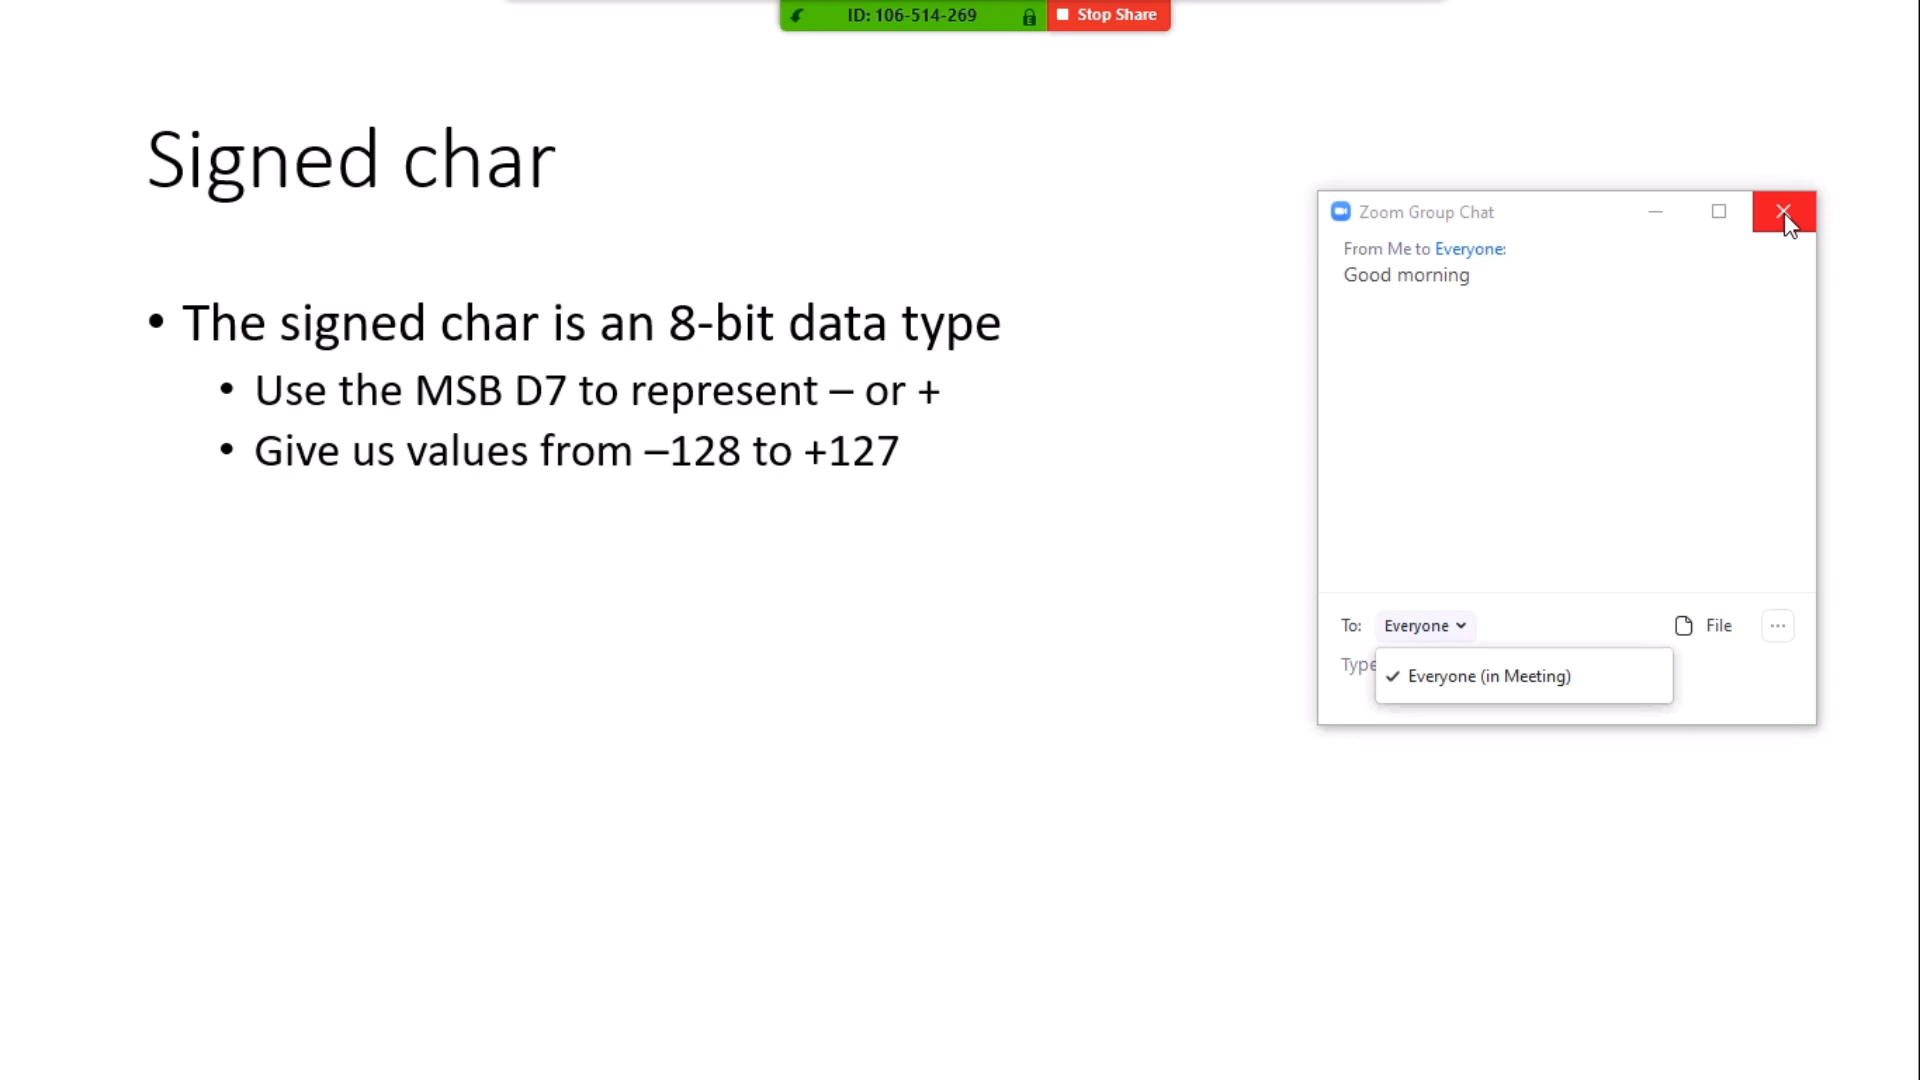 ID: 106-514-269
Stop Share
Signed char
• The signed char is an 8-bit data type
• Use the MSB D7 to represent – or +
• Give us values from –128 to +127
Zoom Group Chat
From Me to Everyone:
Good morning
To: Everyone File ...
Type
Everyone (in Meeting)